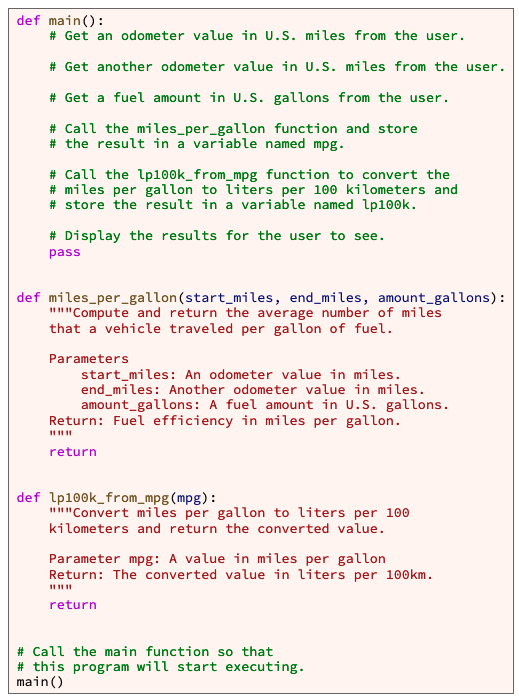 def main():
    # Get an odometer value in U.S. miles from the user.

    # Get another odometer value in U.S. miles from the user.

    # Get a fuel amount in U.S. gallons from the user.

    # Call the miles_per_gallon function and store
    # the result in a variable named mpg.

    # Call the lp100k_from_mpg function to convert the
    # miles per gallon to liters per 100 kilometers and
    # store the result in a variable named lp100k.

    # Display the results for the user to see.
    pass


def miles_per_gallon(start_miles, end_miles, amount_gallons):
    """Compute and return the average number of miles
    that a vehicle traveled per gallon of fuel.

    Parameters
        start_miles: An odometer value in miles.
        end_miles: Another odometer value in miles.
        amount_gallons: A fuel amount in U.S. gallons.
    Return: Fuel efficiency in miles per gallon.
    """
    return


def lp100k_from_mpg(mpg):
    """Convert miles per gallon to liters per 100
    kilometers and return the converted value.

    Parameter mpg: A value in miles per gallon
    Return: The converted value in liters per 100km.
    """
    return


# Call the main function so that
# this program will start executing.
main()